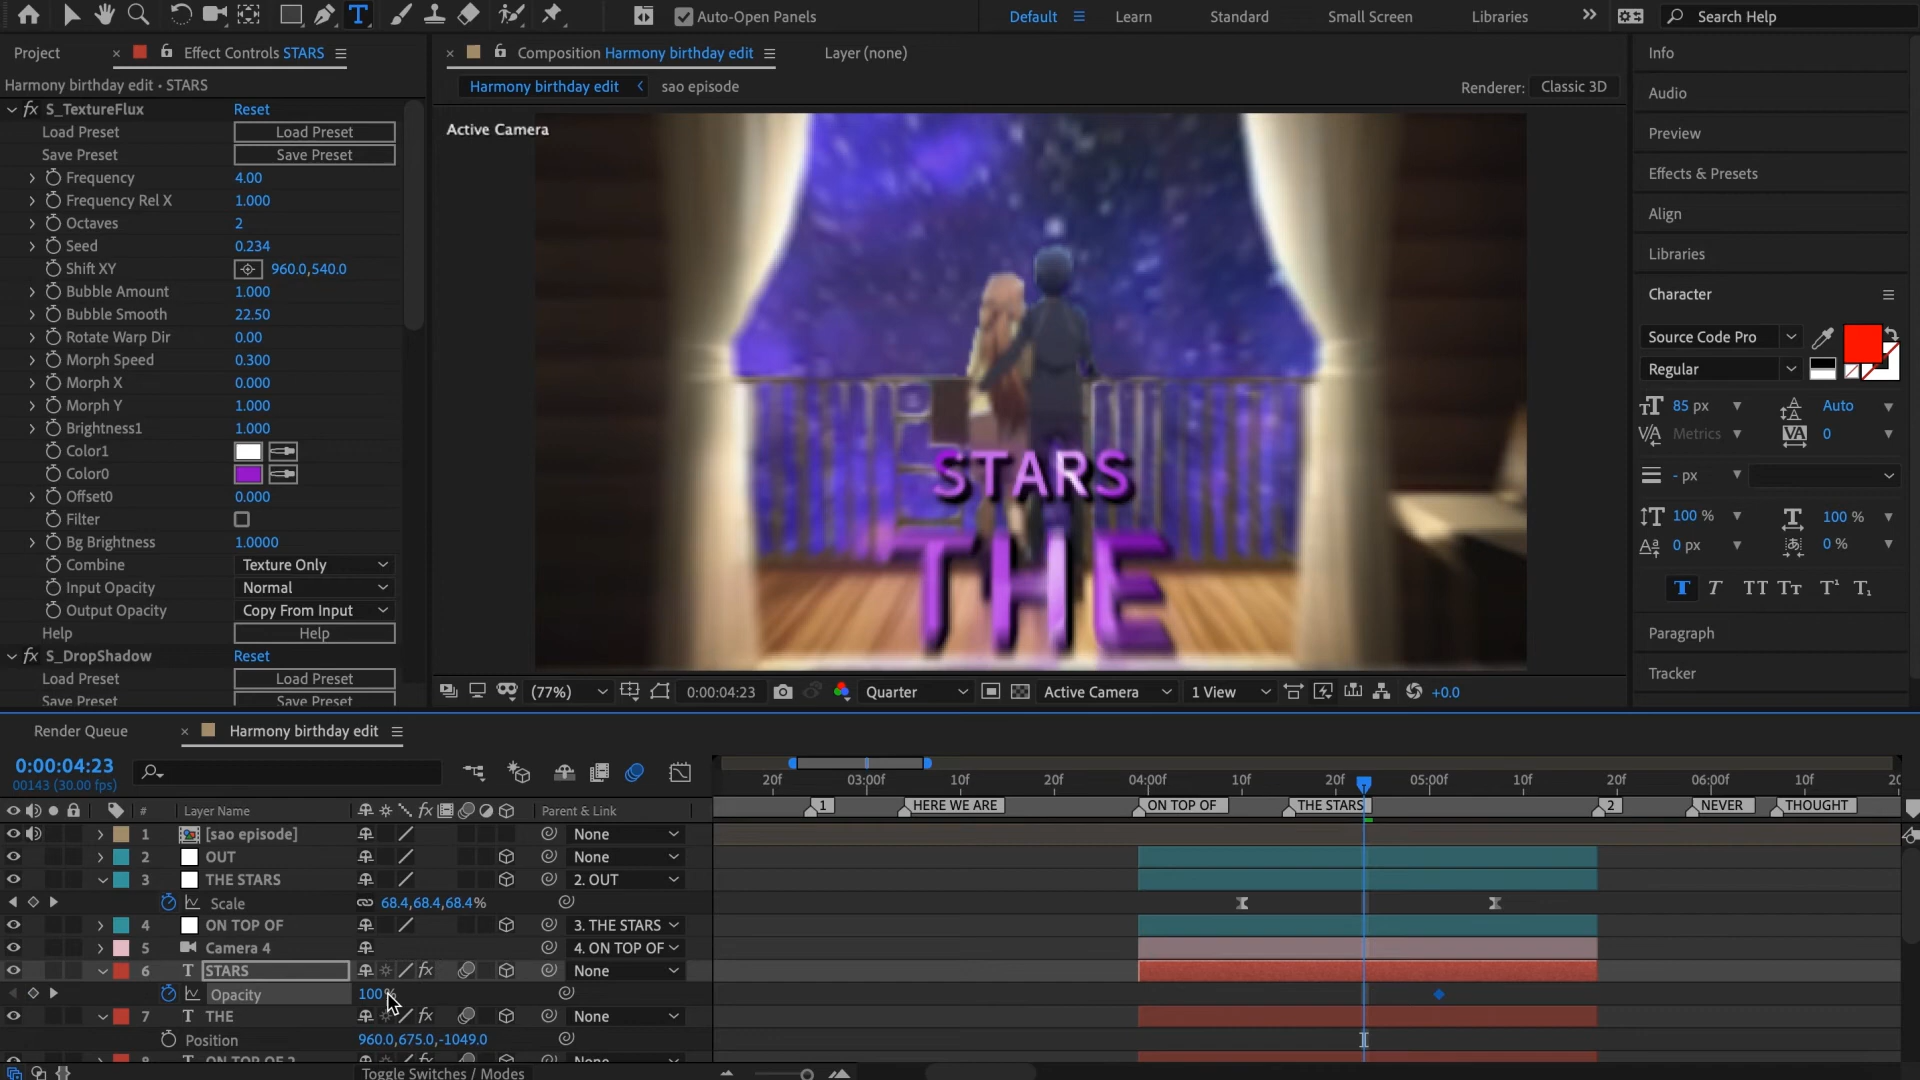 Auto-Open Panels
Default
Learn
Standard
Small Screen
Libraries
Search Help
Project
Effect Controls STARS
Composition Harmony birthday edit
Layer (none)
Info
Harmony birthday edit • STARS
Harmony birthday edit
sao episode
Renderer:
Classic 3D
Audio
Preview
Effects & Presets
Align
Libraries
Character
Source Code Pro
Regular
85 px
Auto
Metrics
0
- px
100 %
100 %
0 px
0 %
Paragraph
Tracker
S_TextureFlux
Reset
Load Preset
Load Preset
Save Preset
Save Preset
Frequency
4.00
Frequency Rel X
1.000
Octaves
2
Seed
0.234
Shift XY
960.0,540.0
Bubble Amount
1.000
Bubble Smooth
22.50
Rotate Warp Dir
0.00
Morph Speed
0.300
Morph X
0.000
Morph Y
1.000
Brightness1
1.000
Color1
Color0
Offset0
0.000
Filter
Bg Brightness
1.0000
Combine
Texture Only
Input Opacity
Normal
Output Opacity
Copy From Input
Help
Help
S_DropShadow
Reset
Load Preset
Load Preset
Save Preset
Save Preset
Active Camera
STARS
THE
(77%)
0:00:04:23
Quarter
Active Camera
1 View
+0.0
Render Queue
Harmony birthday edit
0:00:04:23
00143 (30.00 fps)
20f
03:00f
10f
20f
04:00f
10f
20f
05:00f
10f
20f
06:00f
10f
20
# Layer Name
Parent & Link
1
HERE WE ARE
ON TOP OF
THE STARS
2
NEVER
THOUGHT
1 [sao episode] None
2 OUT None
3 THE STARS 2. OUT
Scale 68.4,68.4,68.4%
4 ON TOP OF 3. THE STARS
5 Camera 4 4. ON TOP OF
6 STARS None
Opacity 100%
7 THE None
Position 960.0,675.0,-1049.0
8 ON TOP OF 2 None
Toggle Switches / Modes